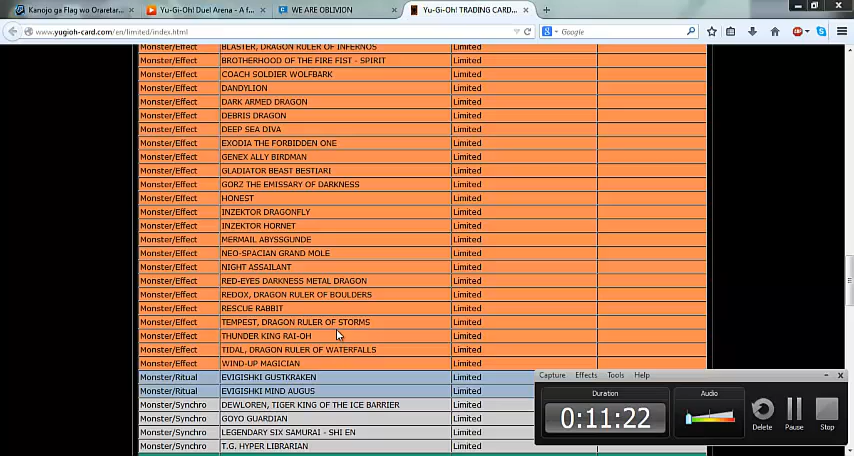 Kanojo ga Flag wo Oraretar...
Yu-Gi-Oh! Duel Arena - A f...
WE ARE OBLIVION
Yu-Gi-Oh! TRADING CARD...
www.yugioh-card.com/en/limited/index.html
Google
Monster/Effect BLASTER, DRAGON RULER OF INFERNOS Limited
Monster/Effect BROTHERHOOD OF THE FIRE FIST - SPIRIT Limited
Monster/Effect COACH SOLDIER WOLFBARK Limited
Monster/Effect DANDYLION Limited
Monster/Effect DARK ARMED DRAGON Limited
Monster/Effect DEBRIS DRAGON Limited
Monster/Effect DEEP SEA DIVA Limited
Monster/Effect EXODIA THE FORBIDDEN ONE Limited
Monster/Effect GENEX ALLY BIRDMAN Limited
Monster/Effect GLADIATOR BEAST BESTIARI Limited
Monster/Effect GORZ THE EMISSARY OF DARKNESS Limited
Monster/Effect HONEST Limited
Monster/Effect INZEKTOR DRAGONFLY Limited
Monster/Effect INZEKTOR HORNET Limited
Monster/Effect MERMAIL ABYSSGUNDE Limited
Monster/Effect NEO-SPACIAN GRAND MOLE Limited
Monster/Effect NIGHT ASSAILANT Limited
Monster/Effect RED-EYES DARKNESS METAL DRAGON Limited
Monster/Effect REDOX, DRAGON RULER OF BOULDERS Limited
Monster/Effect RESCUE RABBIT Limited
Monster/Effect TEMPEST, DRAGON RULER OF STORMS Limited
Monster/Effect THUNDER KING RAI-OH Limited
Monster/Effect TIDAL, DRAGON RULER OF WATERFALLS Limited
Monster/Effect WIND-UP MAGICIAN Limited
Monster/Ritual EVIGISHKI GUSTKRAKEN Limited
Monster/Ritual EVIGISHKI MIND AUGUS Limited
Monster/Synchro DEWLOREN, TIGER KING OF THE ICE BARRIER Limited
Monster/Synchro GOYO GUARDIAN Limited
Monster/Synchro LEGENDARY SIX SAMURAI - SHI EN Limited
Monster/Synchro T.G. HYPER LIBRARIAN Limited
Capture Effects Tools Help
Duration
Audio
0:11:22
Delete Pause Stop